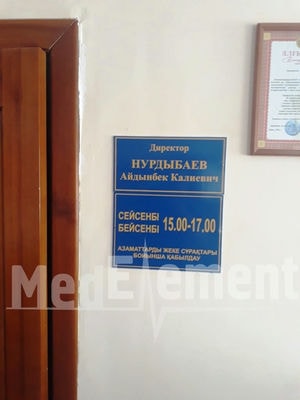 Директор
НУРДЫБАЕВ
Айдынбек Калиевич
СЕЙСЕНБІ
БЕЙСЕНБІ 15.00-17.00
АЗАМАТТАРДЫ ЖЕКЕ СҰРАҚТАРЫ
БОЙЫНША ҚАБЫЛДАУ
MedElement